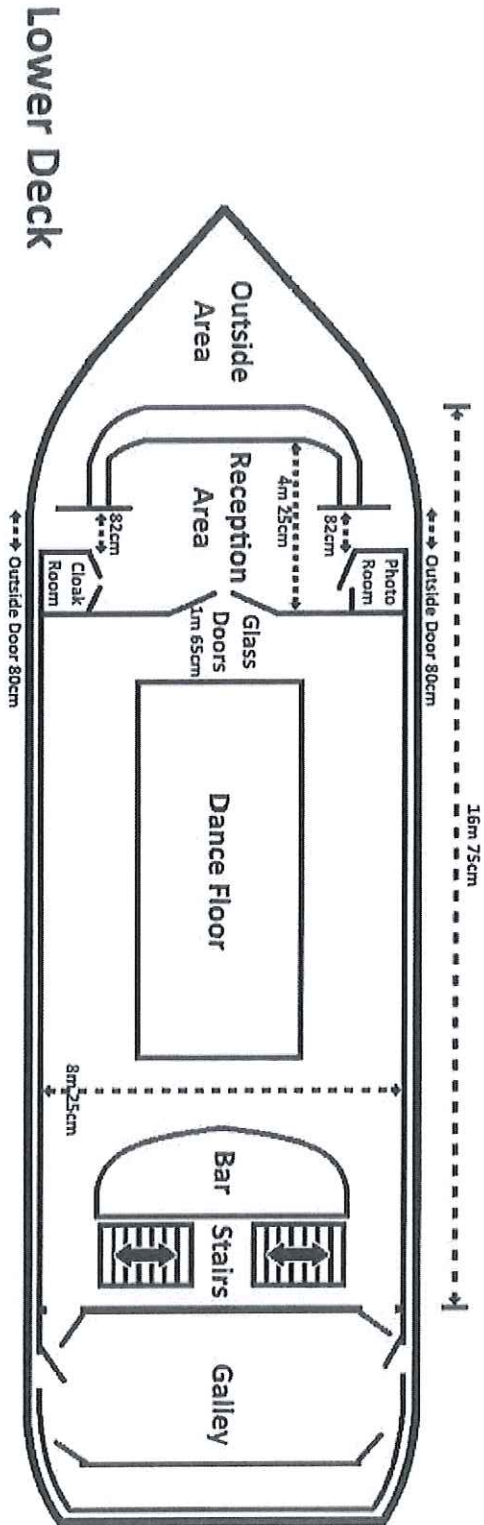 Lower Deck
16m 75cm
Outside Door 80cm
Outside
Area
Reception
Area
4m 25cm
82cm
82cm
Photo
Room
Cloak
Room
Glass
Doors
1m 65cm
Dance Floor
8m 25cm
Bar
Stairs
Galley
Outside Door 80cm